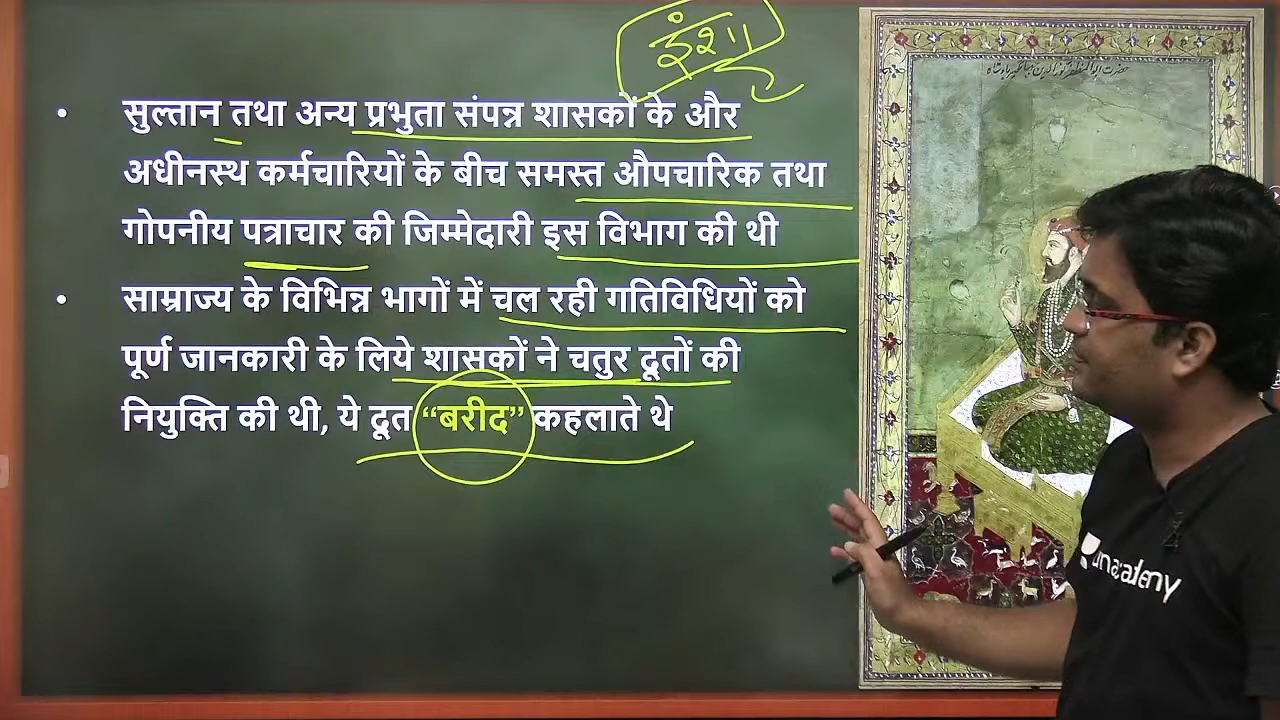 इंशा
• सुल्तान तथा अन्य प्रभुता संपन्न शासकों के और
अधीनस्थ कर्मचारियों के बीच समस्त औपचारिक तथा
गोपनीय पत्राचार की जिम्मेदारी इस विभाग की थी
• साम्राज्य के विभिन्न भागों में चल रही गतिविधियों को
पूर्ण जानकारी के लिये शासकों ने चतुर दूतों की
नियुक्ति की थी, ये दूत “बरीद” कहलाते थे
unacademy